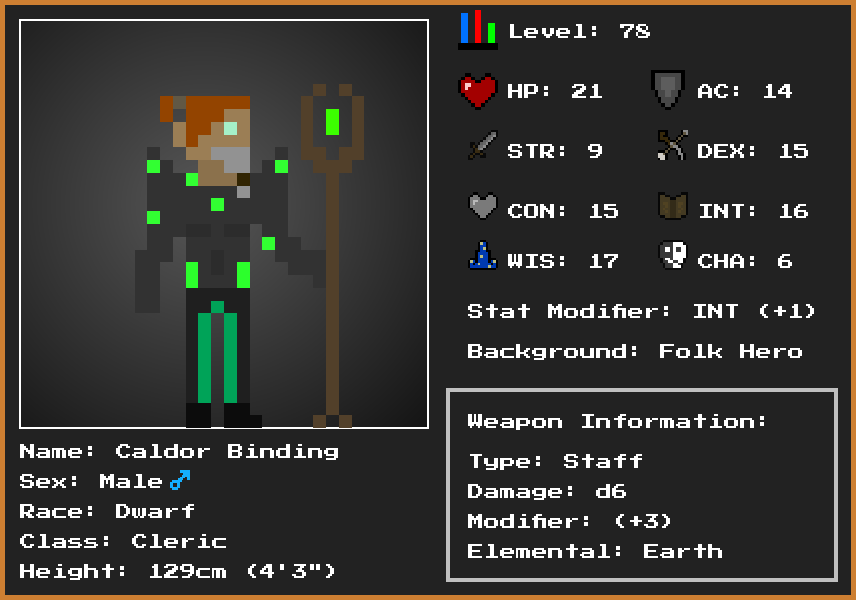 Level: 78
HP: 21
AC: 14
STR: 9
DEX: 15
CON: 15
INT: 16
WIS: 17
CHA: 6
Stat Modifier: INT (+1)
Background: Folk Hero
Weapon Information:
Type: Staff
Damage: d6
Modifier: (+3)
Elemental: Earth
Name: Caldor Binding
Sex: Male♂
Race: Dwarf
Class: Cleric
Height: 129cm (4'3")